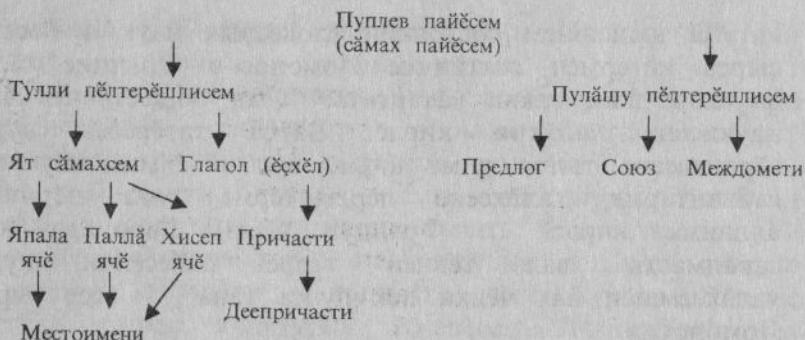 Пуплев пайӗсем
(сӑмах пайӗсем)
Тулли пӗлтерӗшлисем Пулӑшу пӗлтерӗшлисем
Ят сӑмахсем Глагол (ӗҫхӗл) Предлог Союз Междомети
Япала Паллӑ Хисеп Причасти
ячӗ ячӗ ячӗ
Деепричасти
Местоимени